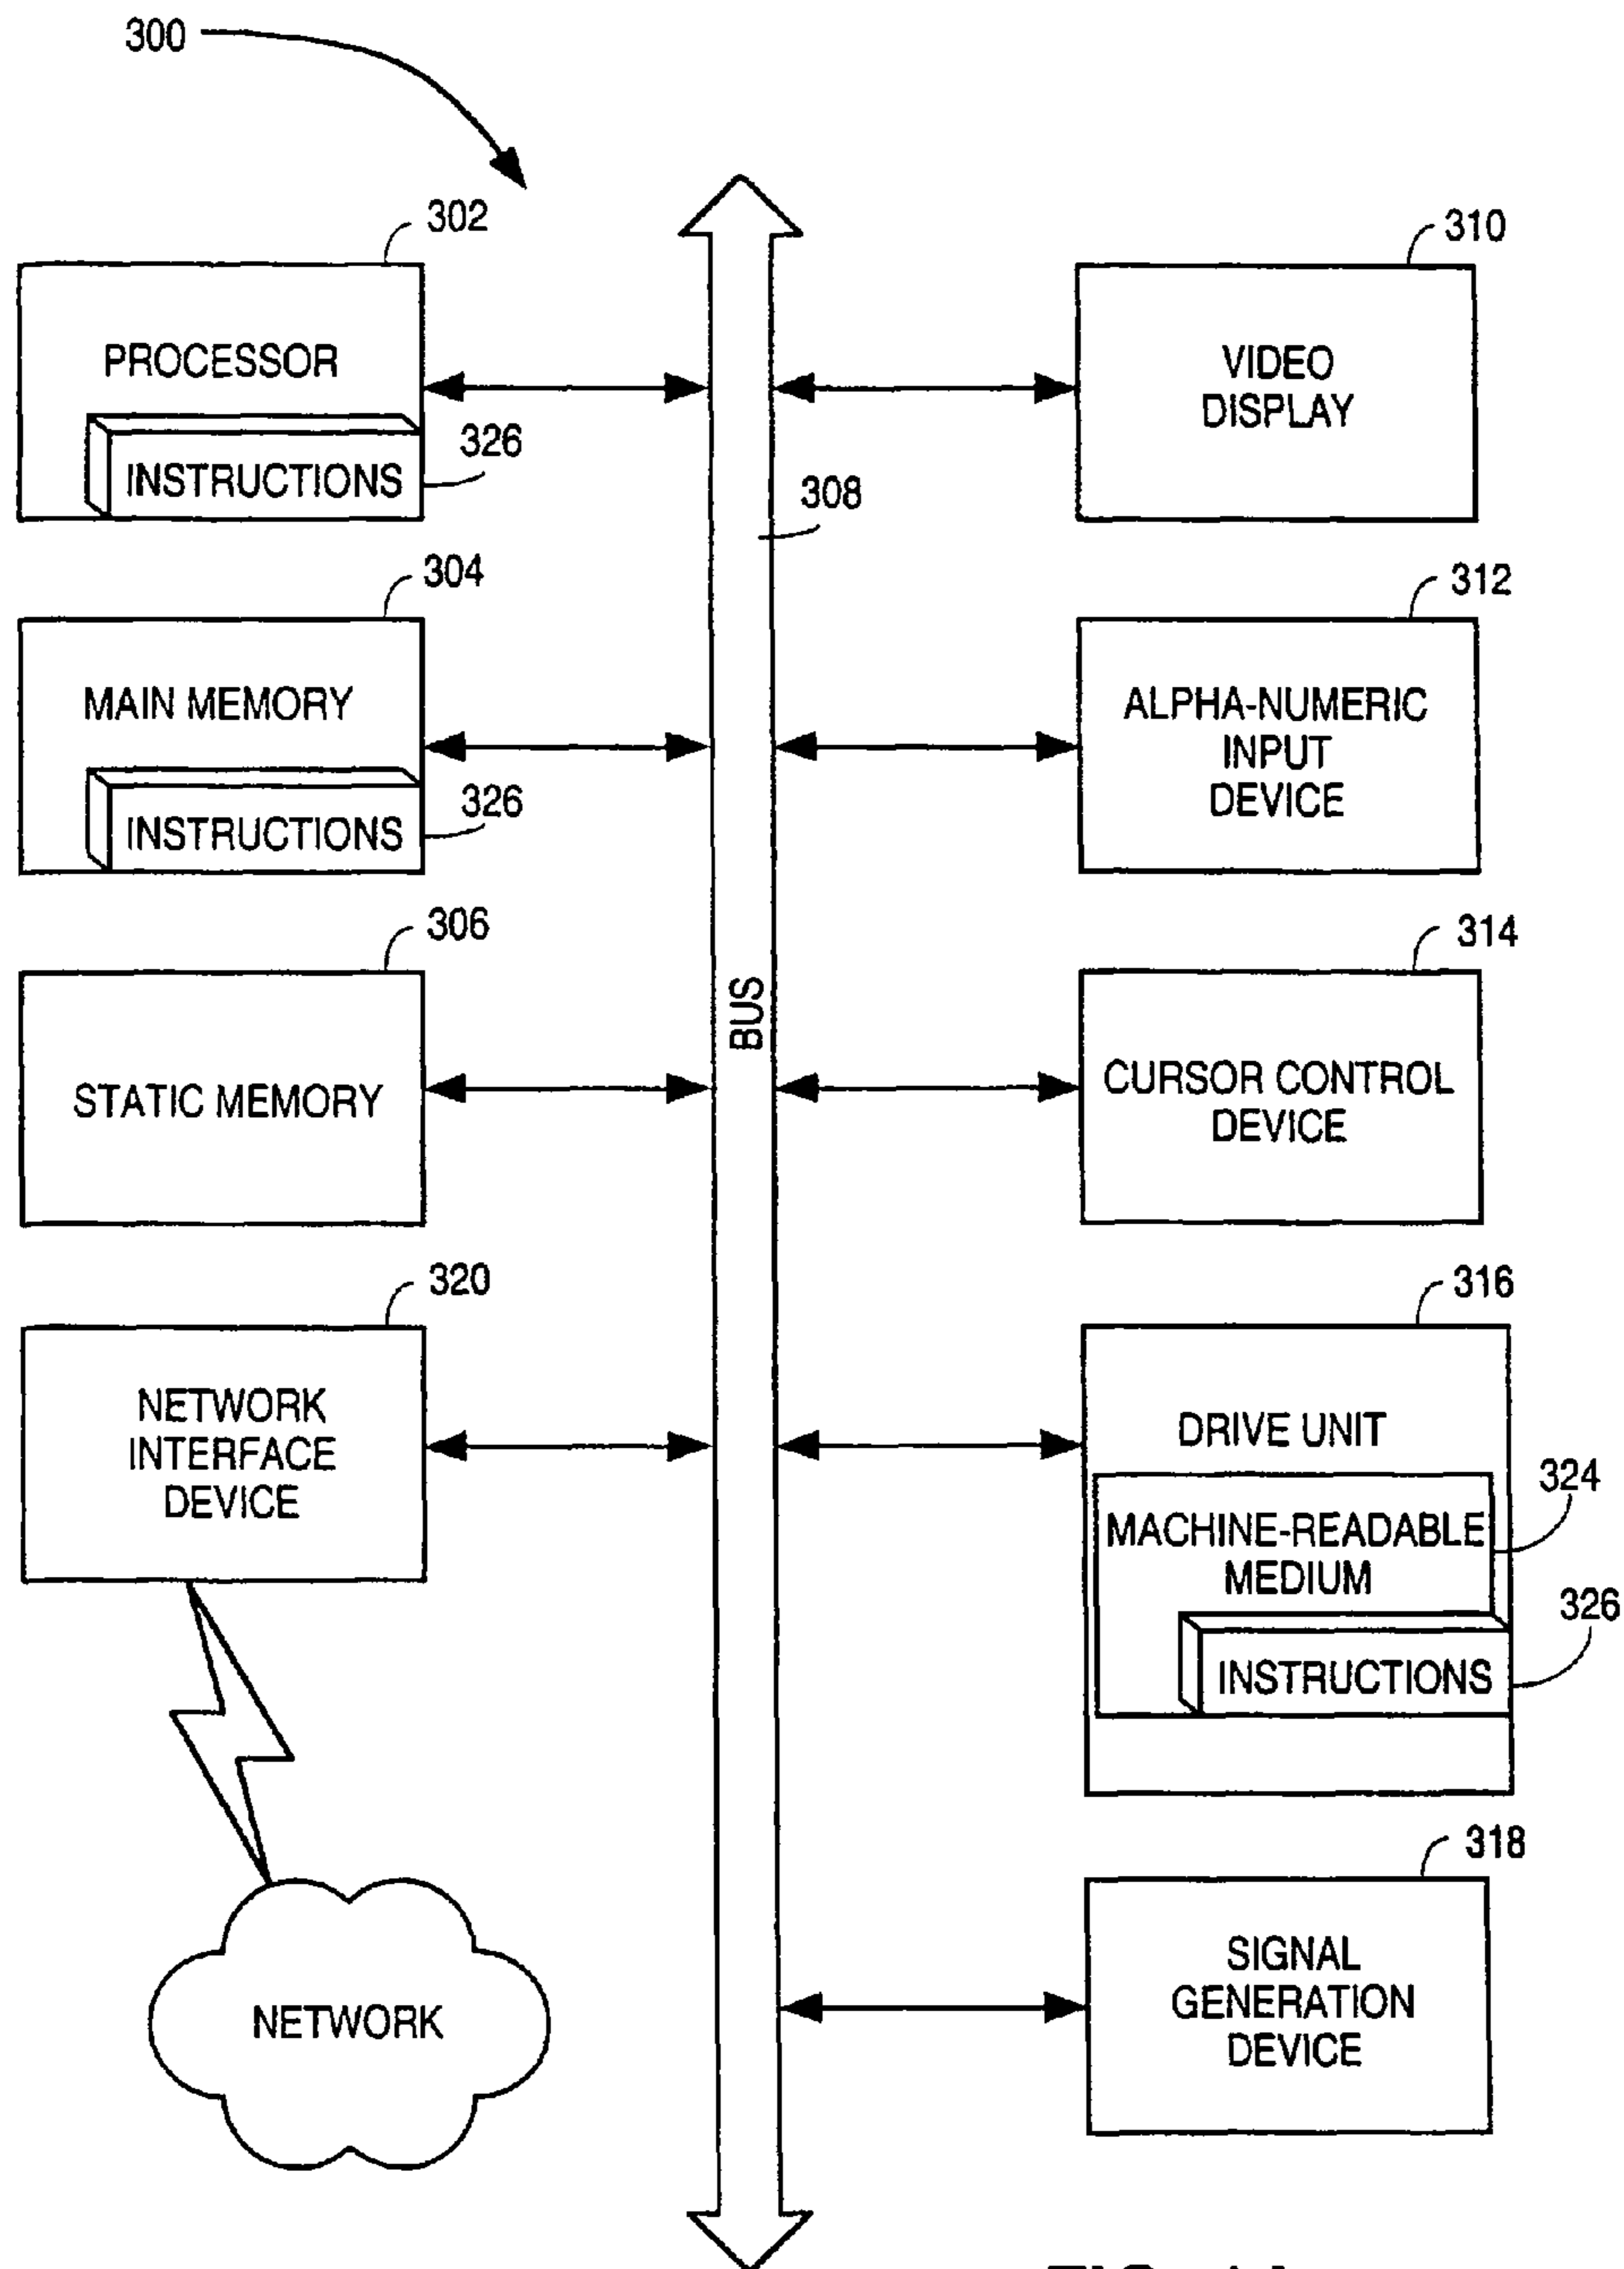 300
302
PROCESSOR
326
INSTRUCTIONS
304
MAIN MEMORY
326
INSTRUCTIONS
306
STATIC MEMORY
320
NETWORK
INTERFACE
DEVICE
NETWORK
308
BUS
310
VIDEO
DISPLAY
312
ALPHA-NUMERIC
INPUT
DEVICE
314
CURSOR CONTROL
DEVICE
316
DRIVE UNIT
324
MACHINE-READABLE
MEDIUM
326
INSTRUCTIONS
318
SIGNAL
GENERATION
DEVICE